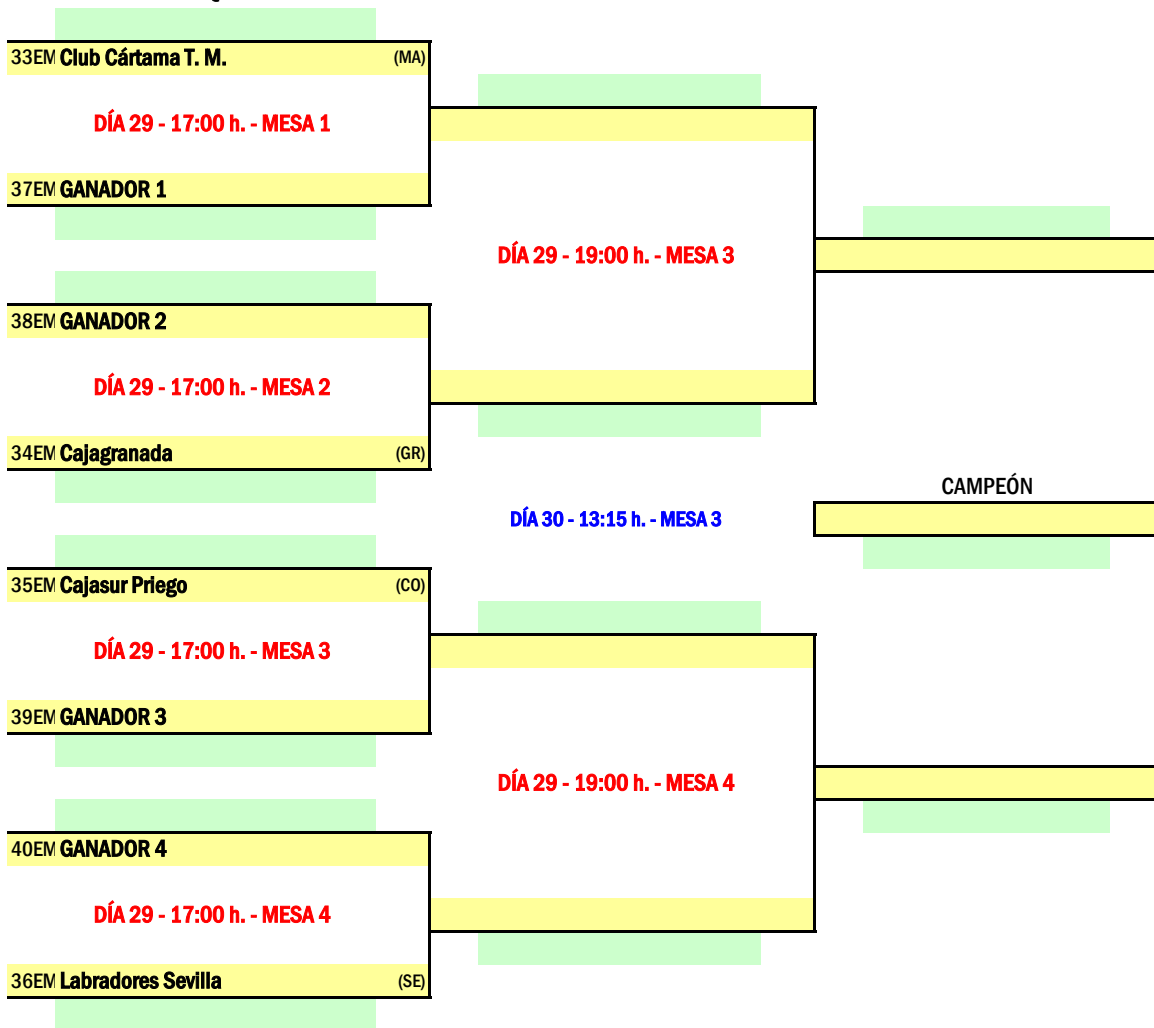 33EM Club Cártama T. M. (MA)
DÍA 29 - 17:00 h. - MESA 1
37EM GANADOR 1
DÍA 29 - 19:00 h. - MESA 3
38EM GANADOR 2
DÍA 29 - 17:00 h. - MESA 2
34EM Cajagranada (GR)
CAMPEÓN
DÍA 30 - 13:15 h. - MESA 3
35EM Cajasur Priego (CO)
DÍA 29 - 17:00 h. - MESA 3
39EM GANADOR 3
DÍA 29 - 19:00 h. - MESA 4
40EM GANADOR 4
DÍA 29 - 17:00 h. - MESA 4
36EM Labradores Sevilla (SE)